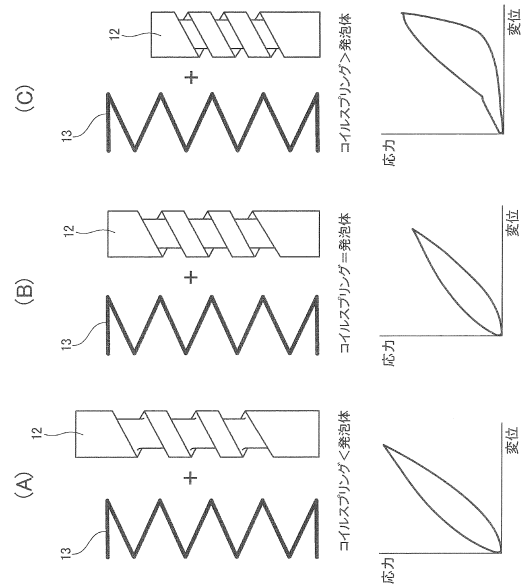 (A)
13
12
+
コイルスプリング<発泡体
応力
変位
(B)
13
12
+
コイルスプリング=発泡体
応力
変位
(C)
13
12
+
コイルスプリング>発泡体
応力
変位